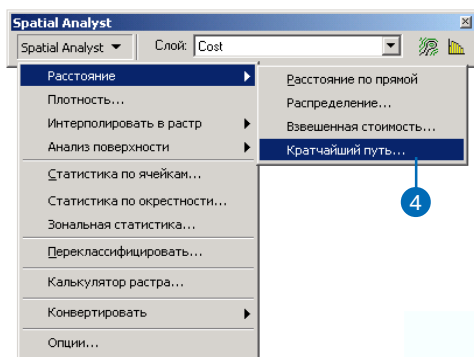 Spatial Analyst
Spatial Analyst Слой: Cost
Расстояние
Плотность...
Интерполировать в растр
Анализ поверхности
Статистика по ячейкам...
Статистика по окрестности...
Зональная статистика...
Переклассифицировать...
Калькулятор растра...
Конвертировать
Опции...
Расстояние по прямой
Распределение...
Взвешенная стоимость...
Кратчайший путь...
4